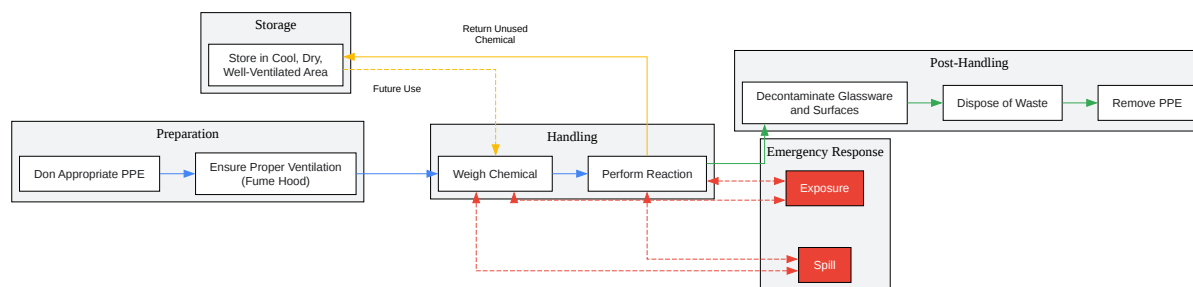 Storage
Store in Cool, Dry,
Well-Ventilated Area
Return Unused
Chemical
Future Use
Preparation
Don Appropriate PPE
Ensure Proper Ventilation
(Fume Hood)
Handling
Weigh Chemical
Perform Reaction
Post-Handling
Decontaminate Glassware
and Surfaces
Dispose of Waste
Remove PPE
Emergency Response
Exposure
Spill